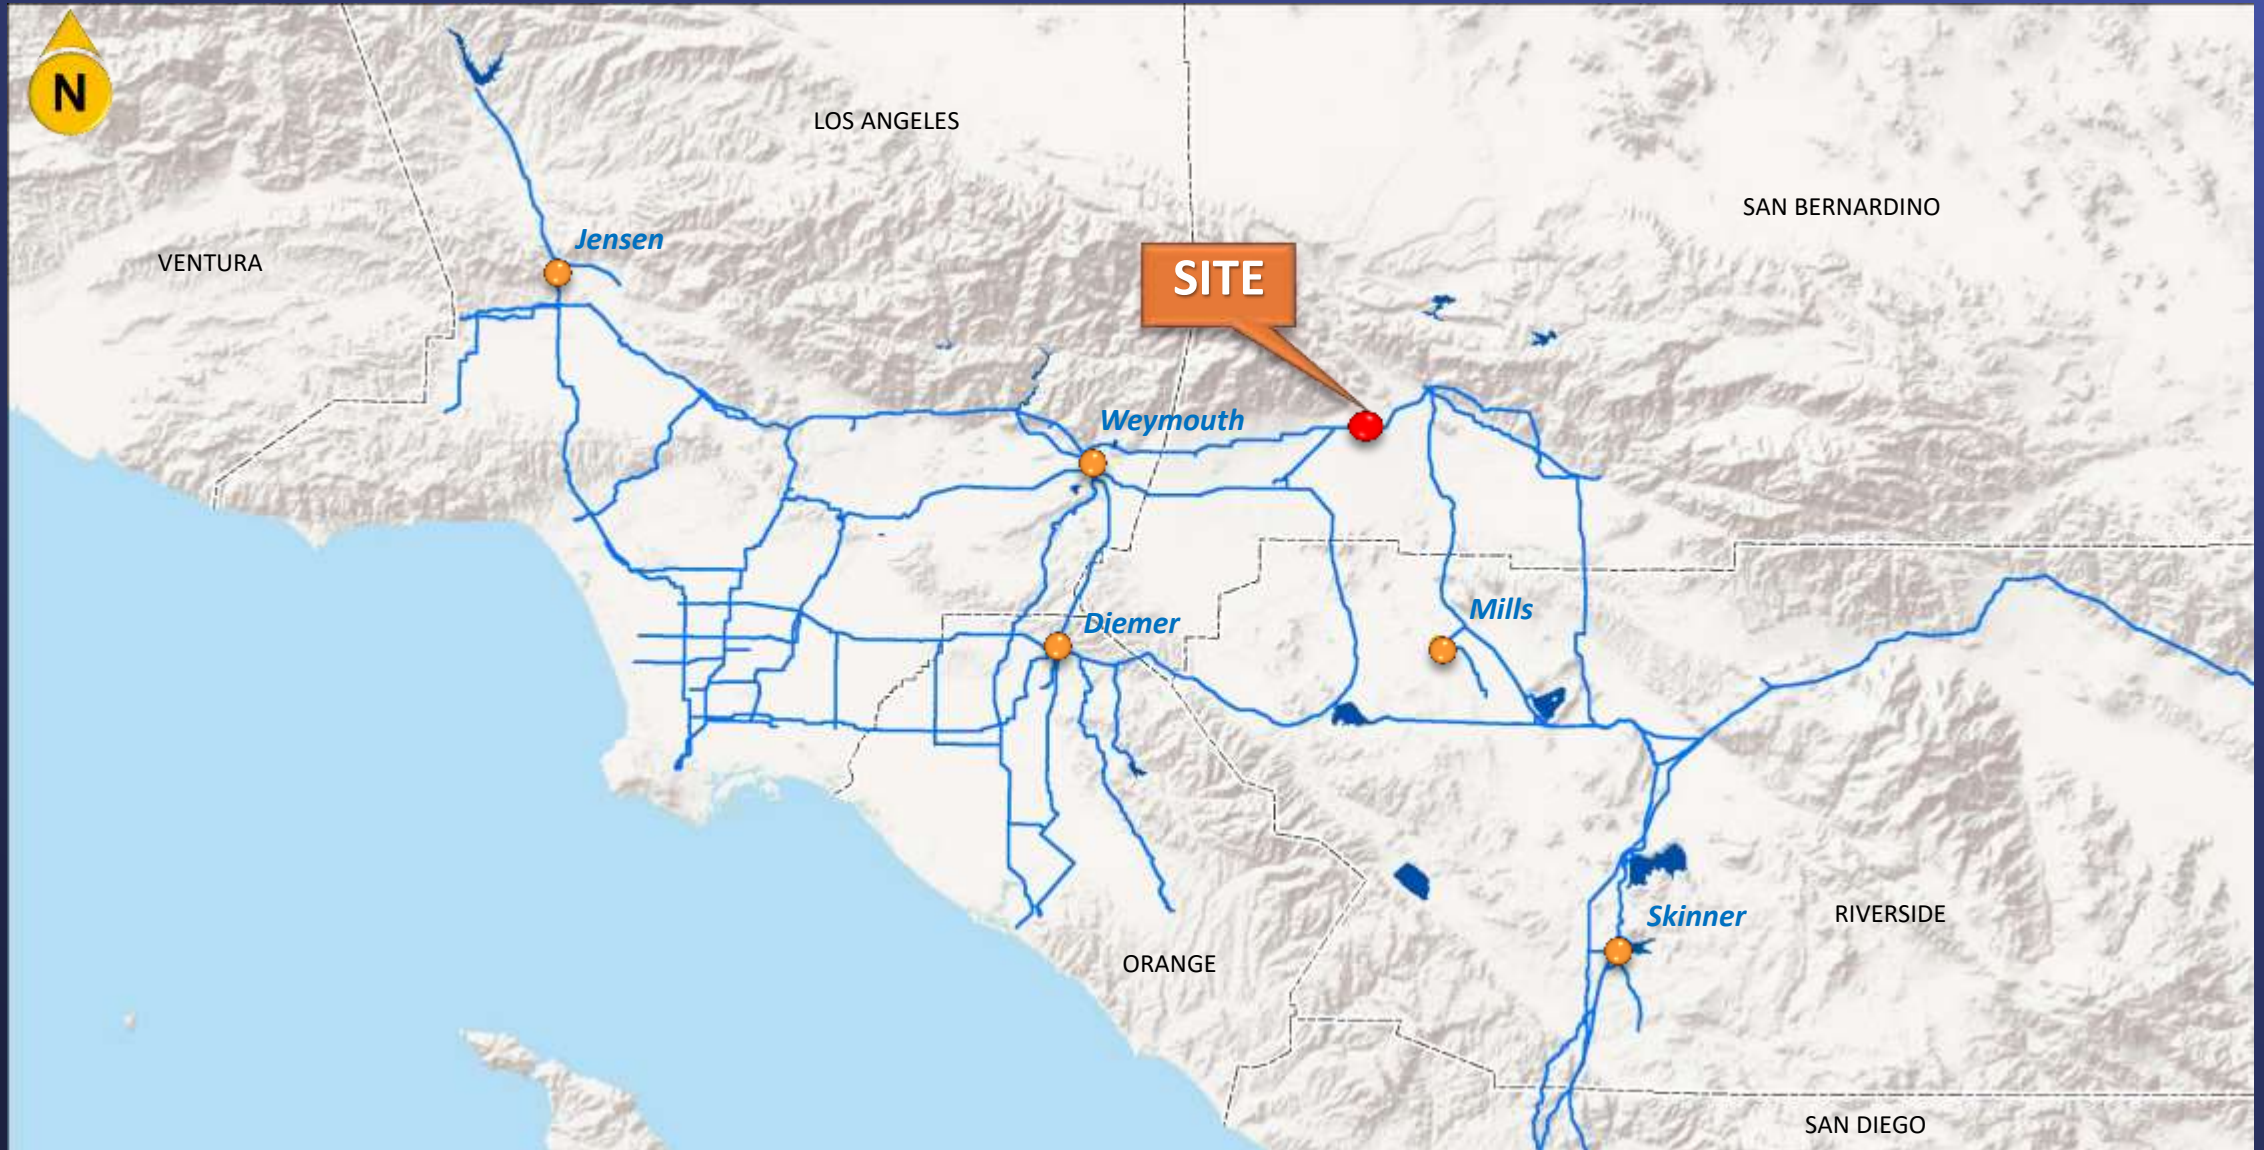 N
LOS ANGELES
SAN BERNARDINO
Jensen
VENTURA
SITE
Weymouth
Mills
Diemer
Skinner
RIVERSIDE
ORANGE
SAN DIEGO